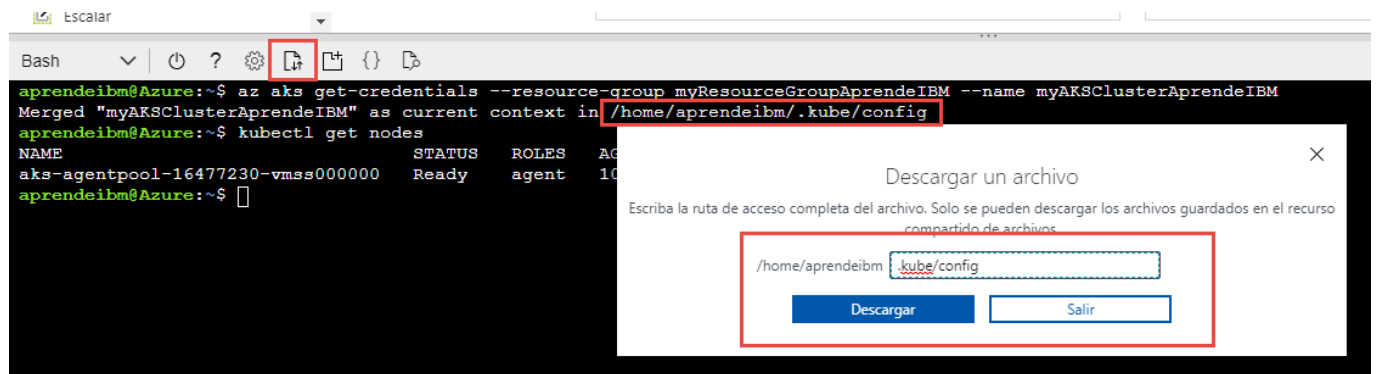 Escalar
Bash
aprendeibm@Azure:~$ az aks get-credentials --resource-group myResourceGroupAprendeIBM --name myAKSClusterAprendeIBM
Merged "myAKSClusterAprendeIBM" as current context in /home/aprendeibm/.kube/config
aprendeibm@Azure:~$ kubectl get nodes
NAME STATUS ROLES AG
aks-agentpool-16477230-vmss000000 Ready agent 10
aprendeibm@Azure:~$
Descargar un archivo
Escriba la ruta de acceso completa del archivo. Solo se pueden descargar los archivos guardados en el recurso
compartido de archivos
/home/aprendeibm .kube/config
Descargar Salir